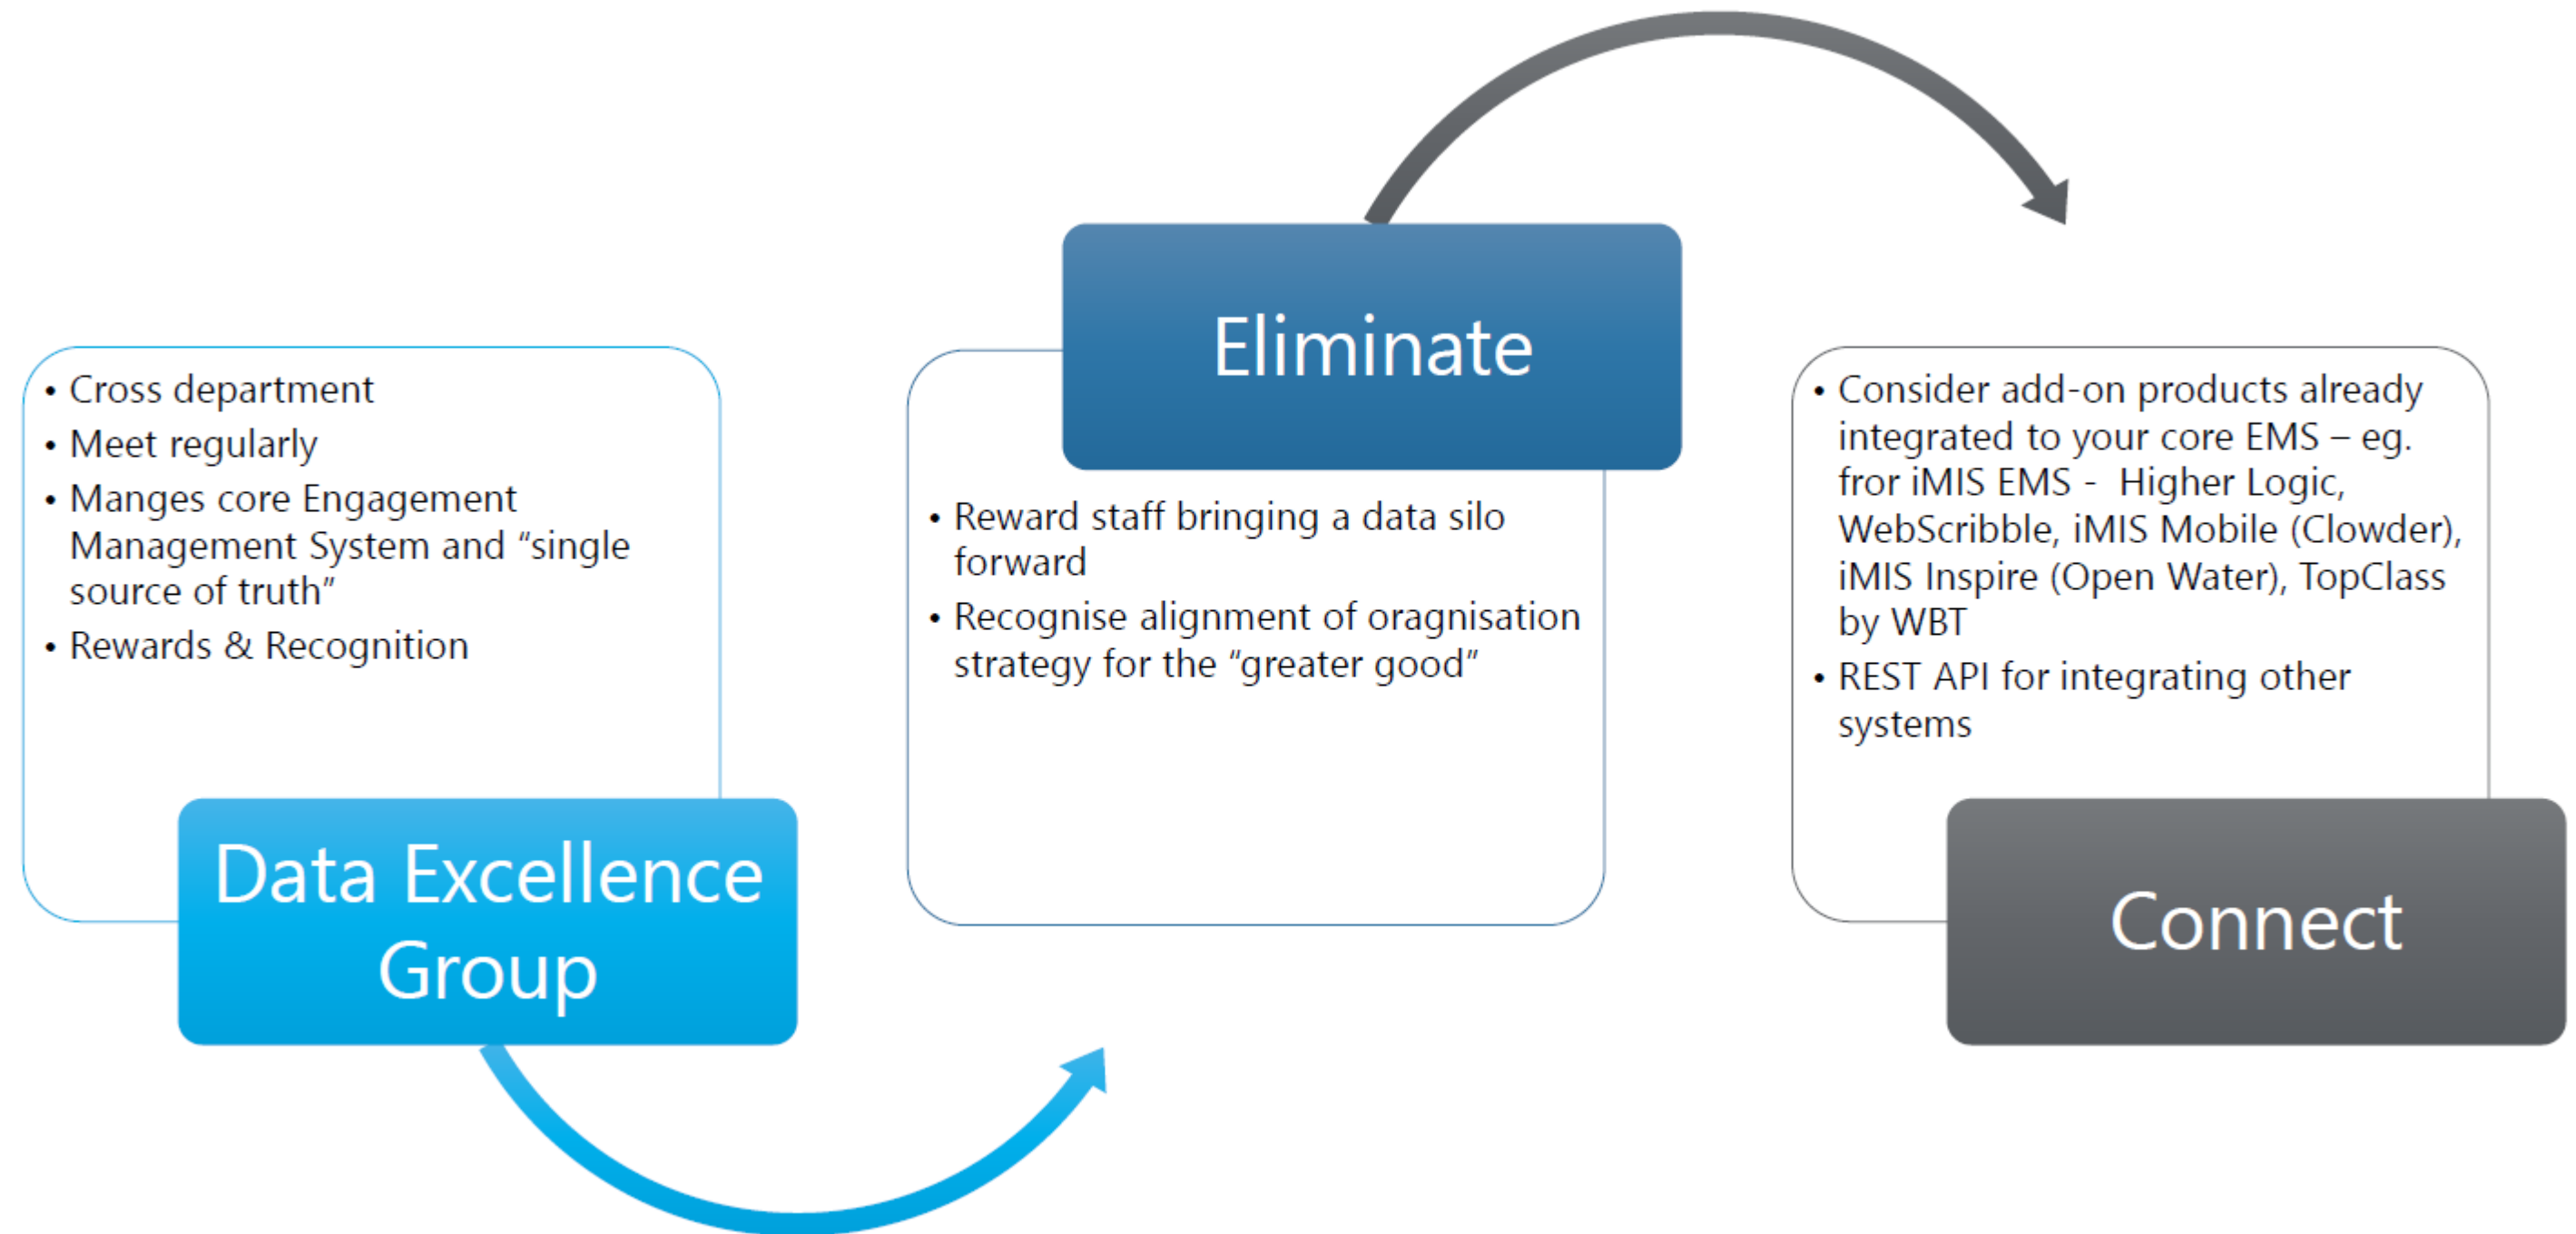 • Cross department
• Meet regularly
• Manges core Engagement
Management System and “single
source of truth”
• Rewards & Recognition
Data Excellence
Group
Eliminate
• Reward staff bringing a data silo
forward
• Recognise alignment of oragnisation
strategy for the “greater good”
• Consider add-on products already
integrated to your core EMS – eg.
fror iMIS EMS - Higher Logic,
WebScribble, iMIS Mobile (Clowder),
iMIS Inspire (Open Water), TopClass
by WBT
• REST API for integrating other
systems
Connect